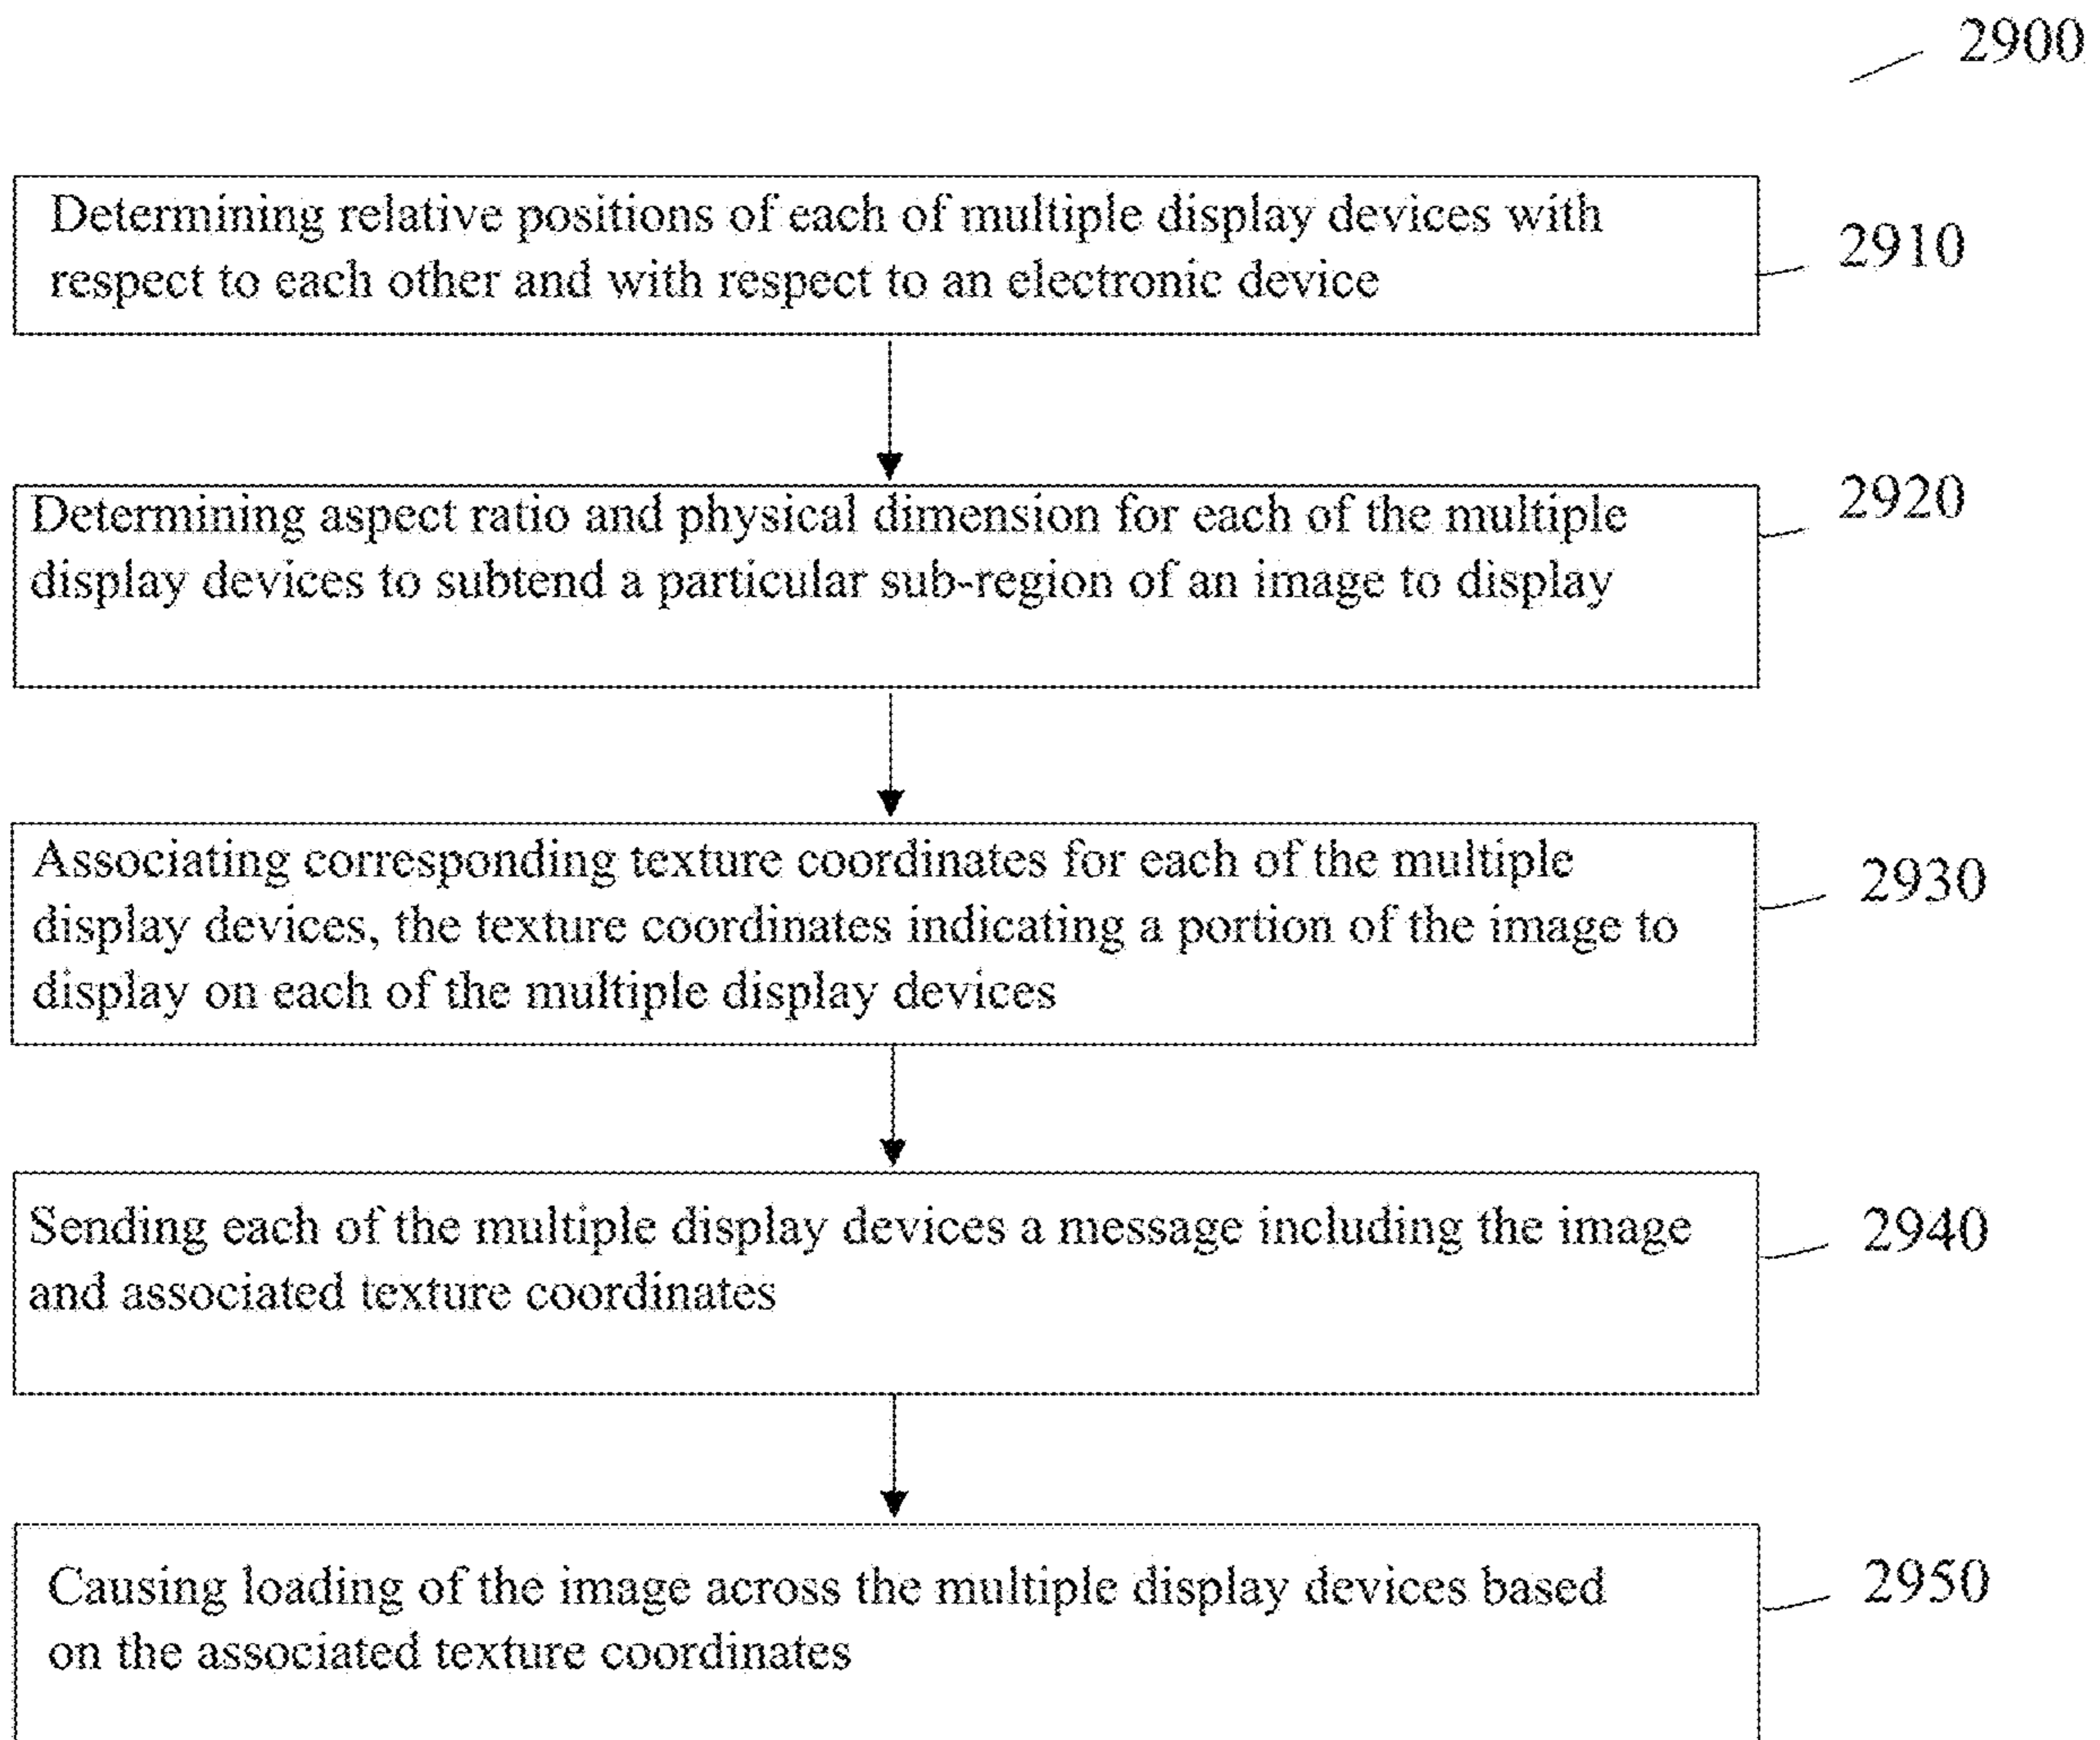 2900
Determining relative positions of each of multiple display devices with
respect to each other and with respect to an electronic device
2910
Determining aspect ratio and physical dimension for each of the multiple
display devices to subtend a particular sub-region of an image to display
2920
Associating corresponding texture coordinates for each of the multiple
display devices, the texture coordinates indicating a portion of the image to
display on each of the multiple display devices
2930
Sending each of the multiple display devices a message including the image
and associated texture coordinates
2940
Causing loading of the image across the multiple display devices based
on the associated texture coordinates
2950